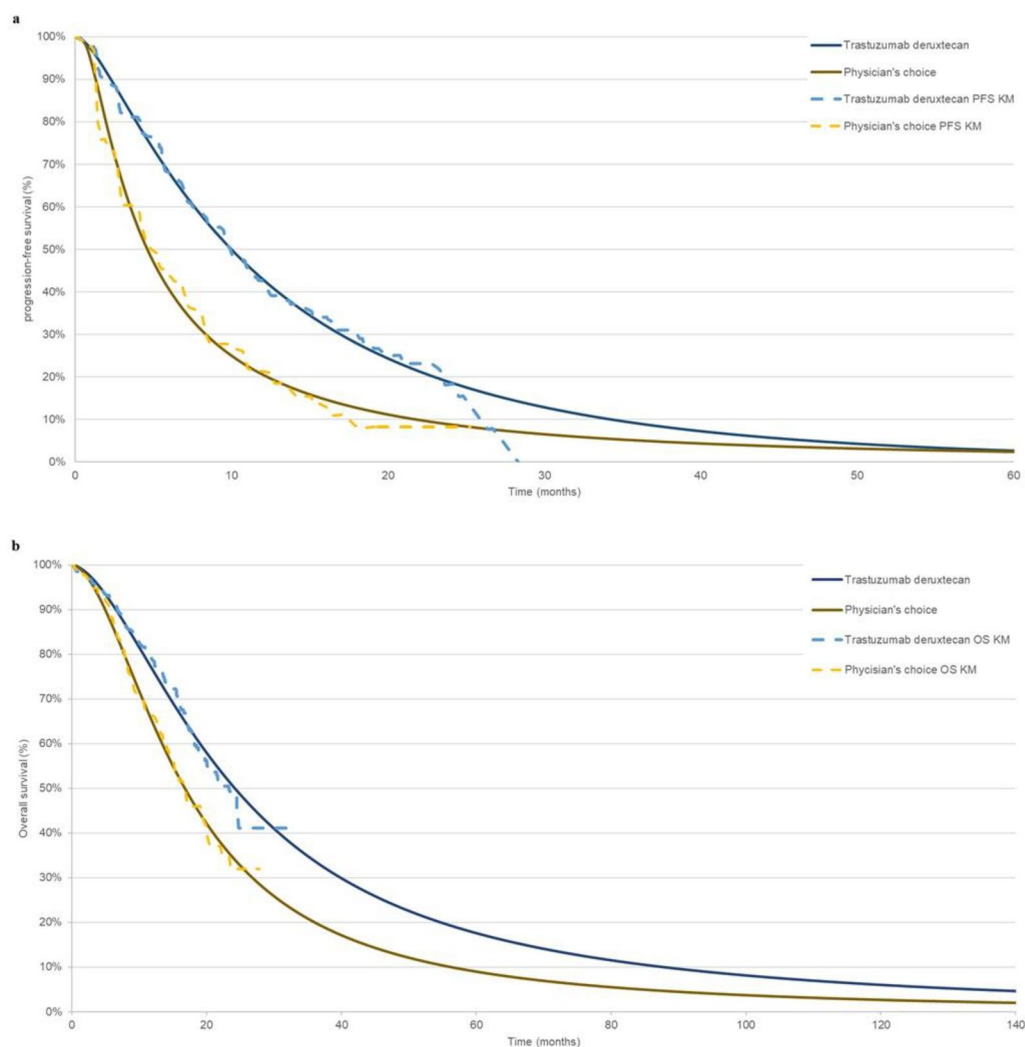 a
100%
90%
80%
70%
60%
50%
40%
30%
20%
10%
0%
progression-free survival (%)
0 10 20 30 40 50 60
Time (months)
Trastuzumab deruxtecan
Physician's choice
Trastuzumab deruxtecan PFS KM
Physician's choice PFS KM
b
100%
90%
80%
70%
60%
50%
40%
30%
20%
10%
0%
Overall survival (%)
0 20 40 60 80 100 120 140
Time (months)
Trastuzumab deruxtecan
Physician's choice
Trastuzumab deruxtecan OS KM
Phycisian's choice OS KM